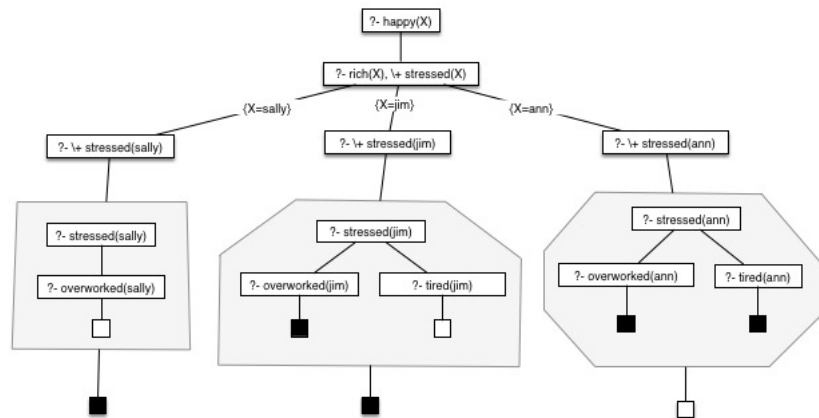 ?- happy(X)
?- rich(X), \+ stressed(X)
{X=sally}
{X=jim}
{X=ann}
?- \+ stressed(sally)
?- \+ stressed(jim)
?- \+ stressed(ann)
?- stressed(sally)
?- overworked(sally)
?- stressed(jim)
?- overworked(jim)
?- tired(jim)
?- stressed(ann)
?- overworked(ann)
?- tired(ann)